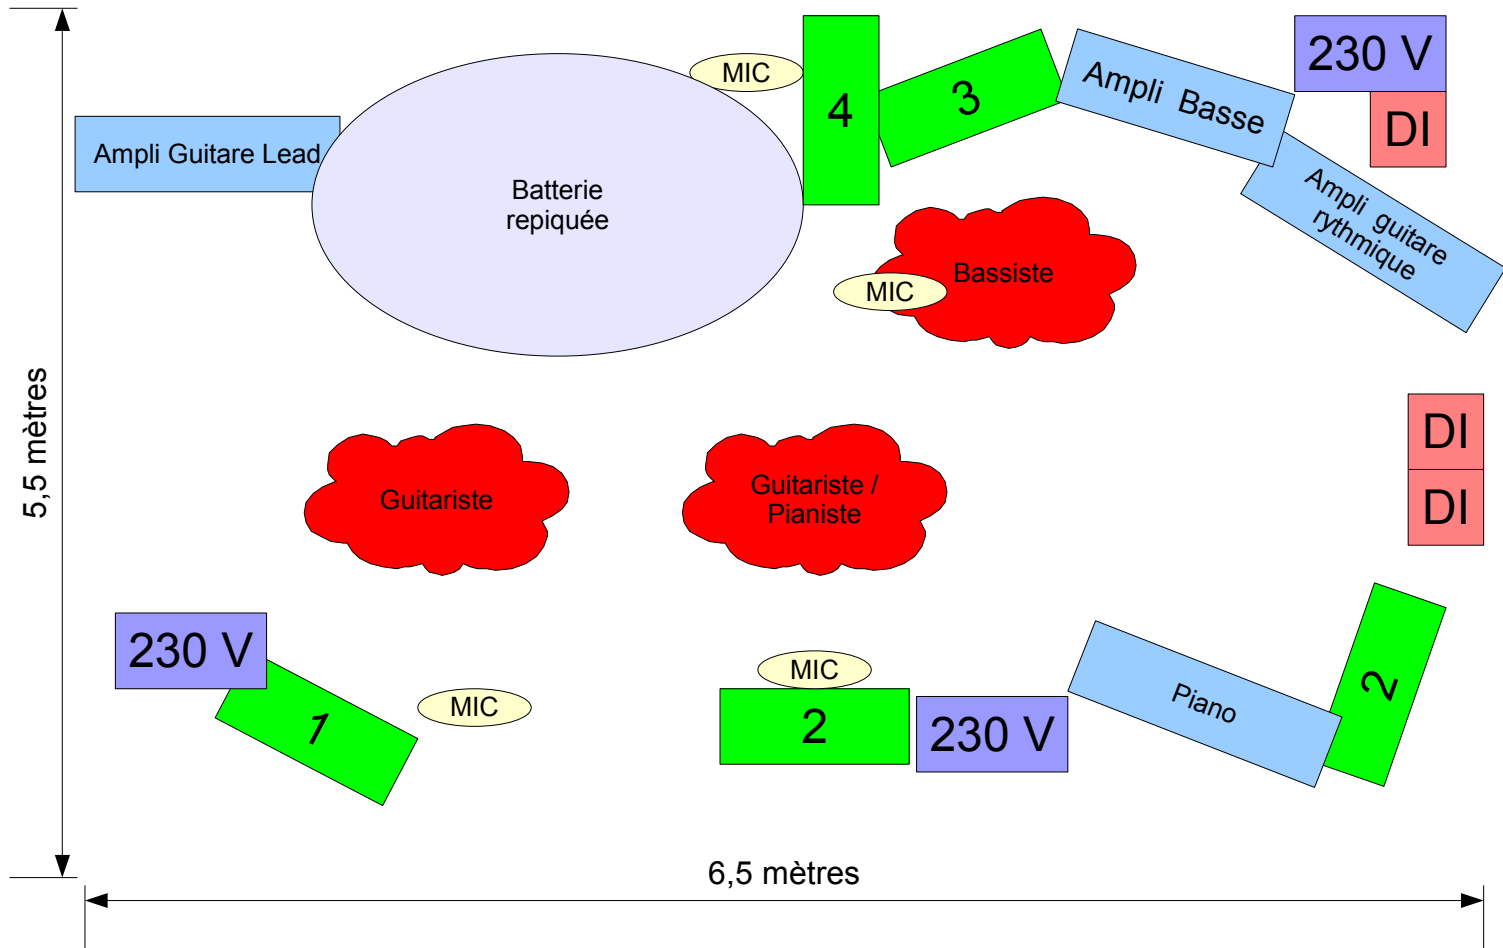 MIC
4
3
Ampli Basse
230 V
DI
Ampli Guitare Lead
Batterie
repiquée
Ampli guitare
rythmique
MIC
Bassiste
5,5 mètres
Guitariste
Guitariste /
Pianiste
DI
DI
230 V
1
MIC
MIC
2
230 V
Piano
2
6,5 mètres